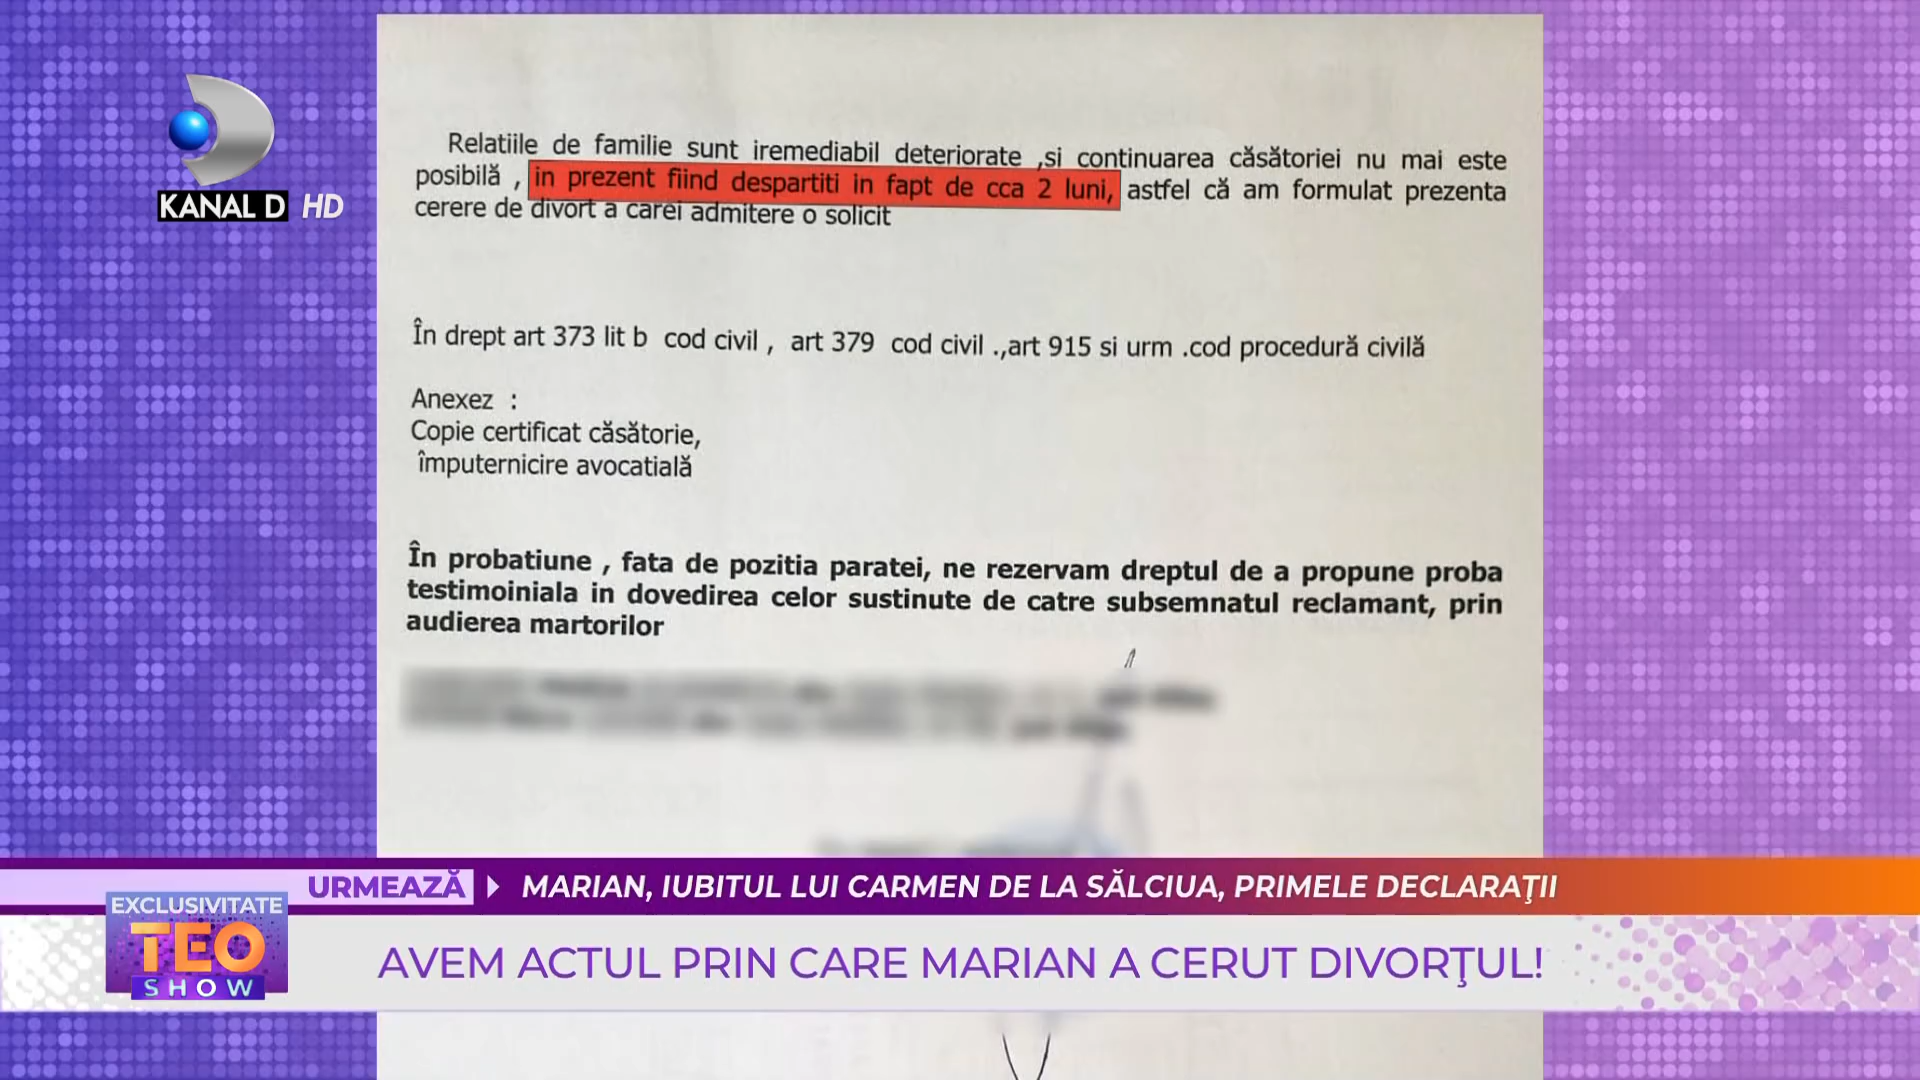 KANAL D HD
Relatiile de familie sunt iremediabil deteriorate ,si continuarea căsătoriei nu mai este
posibilă , in prezent fiind despartiti in fapt de cca 2 luni, astfel că am formulat prezenta
cerere de divort a carei admitere o solicit
În drept art 373 lit b cod civil , art 379 cod civil .,art 915 si urm .cod procedură civilă
Anexez :
Copie certificat căsătorie,
împuternicire avocatială
În probatiune , fata de pozitia paratei, ne rezervam dreptul de a propune proba
testimoiniala in dovedirea celor sustinute de catre subsemnatul reclamant, prin
audierea martorilor
URMEAZĂ MARIAN, IUBITUL LUI CARMEN DE LA SĂLCIUA, PRIMELE DECLARAŢII
EXCLUSIVITATE
TEO
SHOW
AVEM ACTUL PRIN CARE MARIAN A CERUT DIVORŢUL!